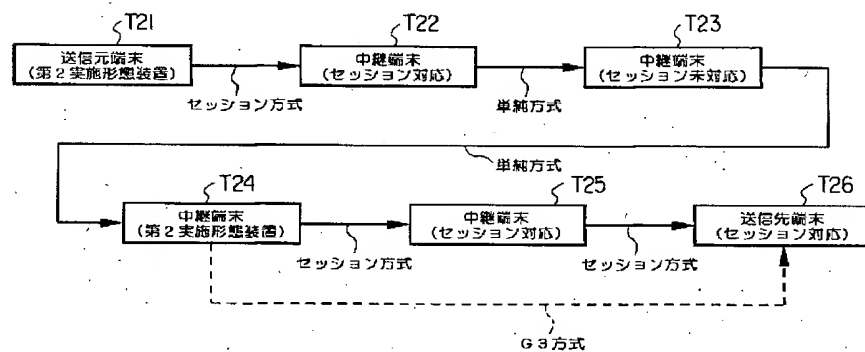 T21
送信元端末
(第2実施形態装置)
T22
中継端末
(セッション対応)
T23
中継端末
(セッション未対応)
セッション方式
単純方式
単純方式
T24
中継端末
(第2実施形態装置)
T25
中継端末
(セッション対応)
T26
送信先端末
(セッション対応)
セッション方式
セッション方式
G3方式